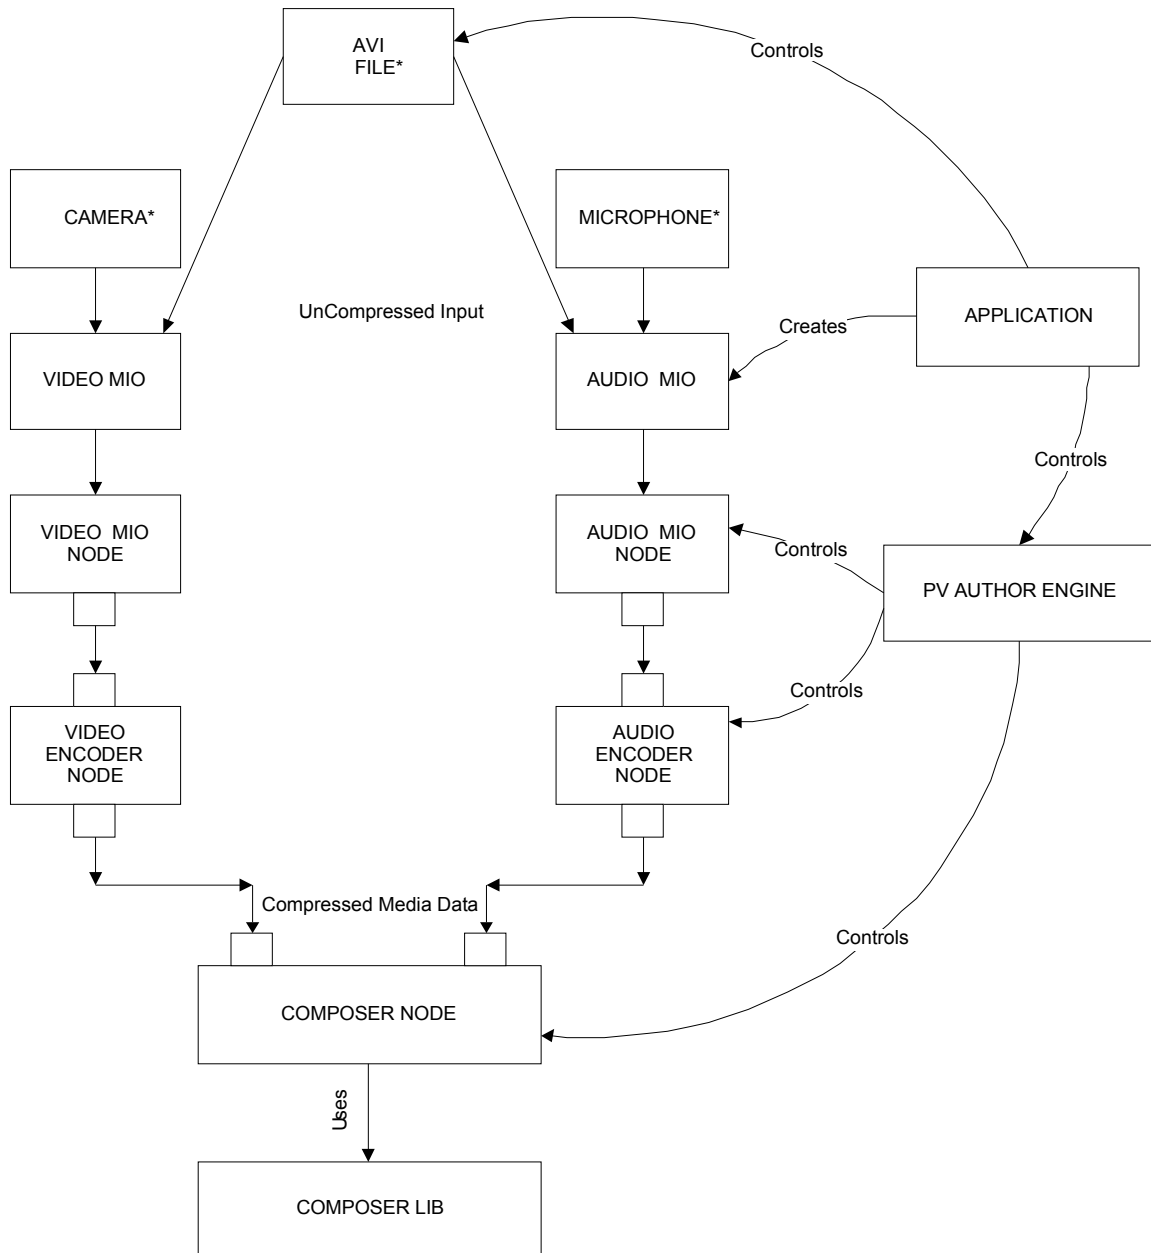 AVI
FILE*
Controls
CAMERA*
MICROPHONE*
UnCompressed Input
APPLICATION
Creates
VIDEO MIO
AUDIO MIO
Controls
VIDEO MIO
NODE
AUDIO MIO
NODE
Controls
PV AUTHOR ENGINE
Controls
VIDEO
ENCODER
NODE
AUDIO
ENCODER
NODE
Compressed Media Data
Controls
COMPOSER NODE
Uses
COMPOSER LIB